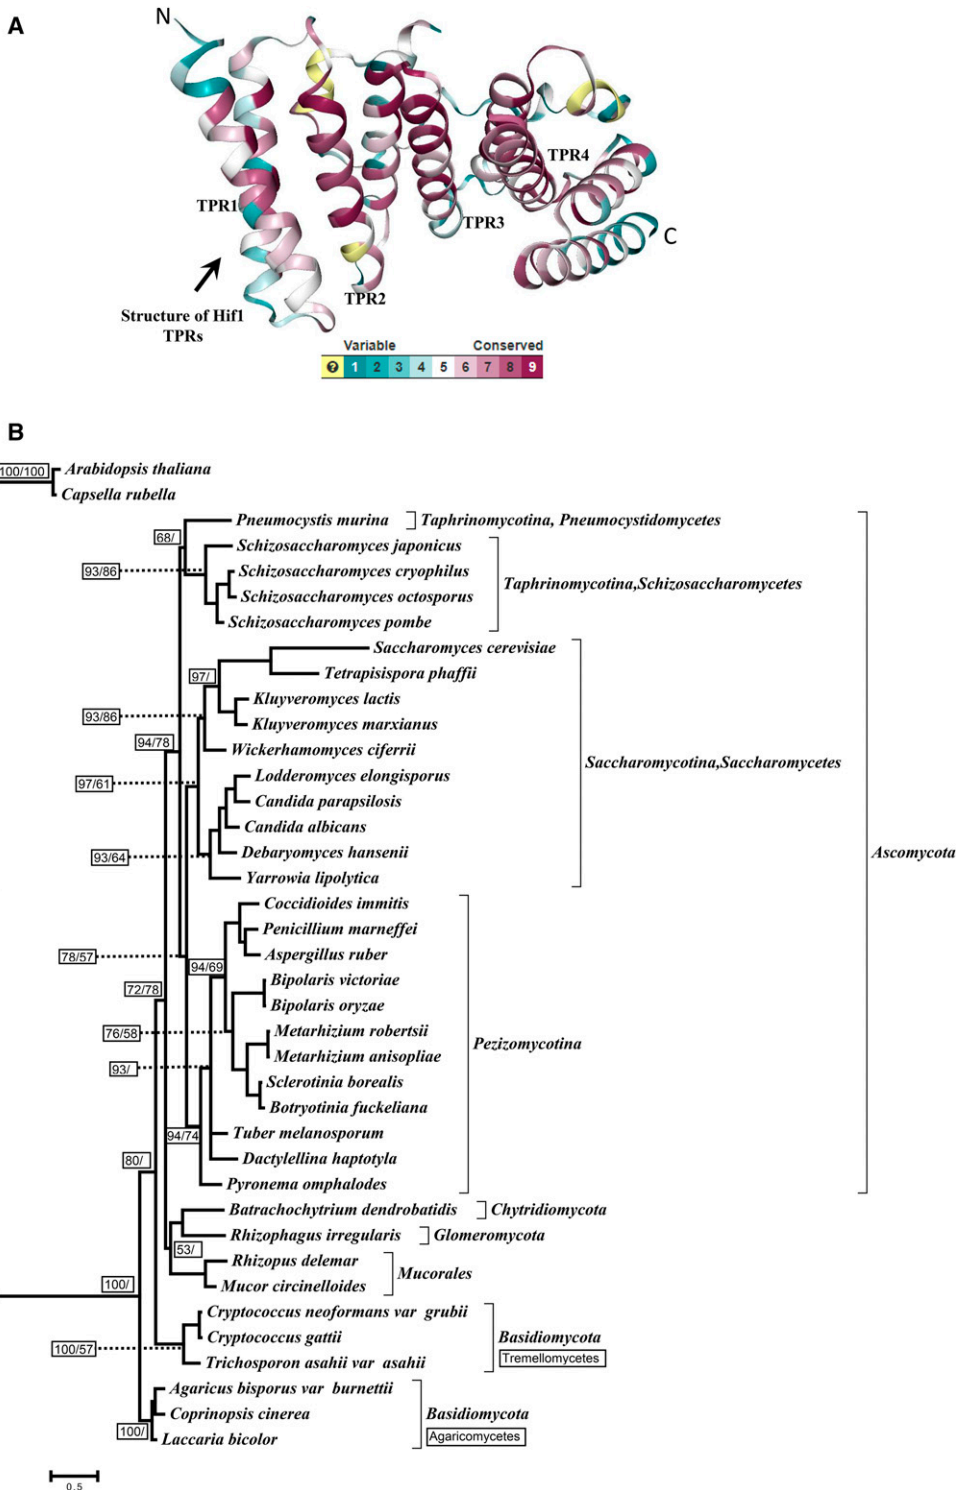 A
N
TPR1
TPR2
TPR3
TPR4
C
Structure of Hif1
TPRs
Variable Conserved
? 1 2 3 4 5 6 7 8 9
B
100/100
Arabidopsis thaliana
Capsella rubella
Pneumocystis murina
Taphrinomycotina, Pneumocystidomycetes
68/
Schizosaccharomyces japonicus
93/86
Schizosaccharomyces cryophilus
Taphrinomycotina,Schizosaccharomycetes
Schizosaccharomyces octosporus
Schizosaccharomyces pombe
Saccharomyces cerevisiae
97/
Tetrapisispora phaffii
Kluyveromyces lactis
93/86
Kluyveromyces marxianus
94/78
Wickerhamomyces ciferrii
Saccharomycotina,Saccharomycetes
97/61
Lodderomyces elongisporus
Candida parapsilosis
Candida albicans
93/64
Debaryomyces hansenii
Ascomycota
Yarrowia lipolytica
Coccidioides immitis
Penicillium marneffei
78/57
Aspergillus ruber
94/69
Bipolaris victoriae
72/78
Bipolaris oryzae
76/58
Metarhizium robertsii
Pezizomycotina
Metarhizium anisopliae
93/
Sclerotinia borealis
Botryotinia fuckeliana
94/74
Tuber melanosporum
80/
Dactylellina haptotyla
Pyronema omphalodes
Batrachochytrium dendrobatidis
Chytridiomycota
Rhizophagus irregularis
Glomeromycota
53/
Rhizopus delemar
Mucorales
100/
Mucor circinelloides
Cryptococcus neoformans var grubii
Cryptococcus gattii
Basidiomycota
100/57
Trichosporon asahii var asahii
Tremellomycetes
Agaricus bisporus var burnettii
Coprinopsis cinerea
Basidiomycota
100/
Laccaria bicolor
Agaricomycetes
0.5